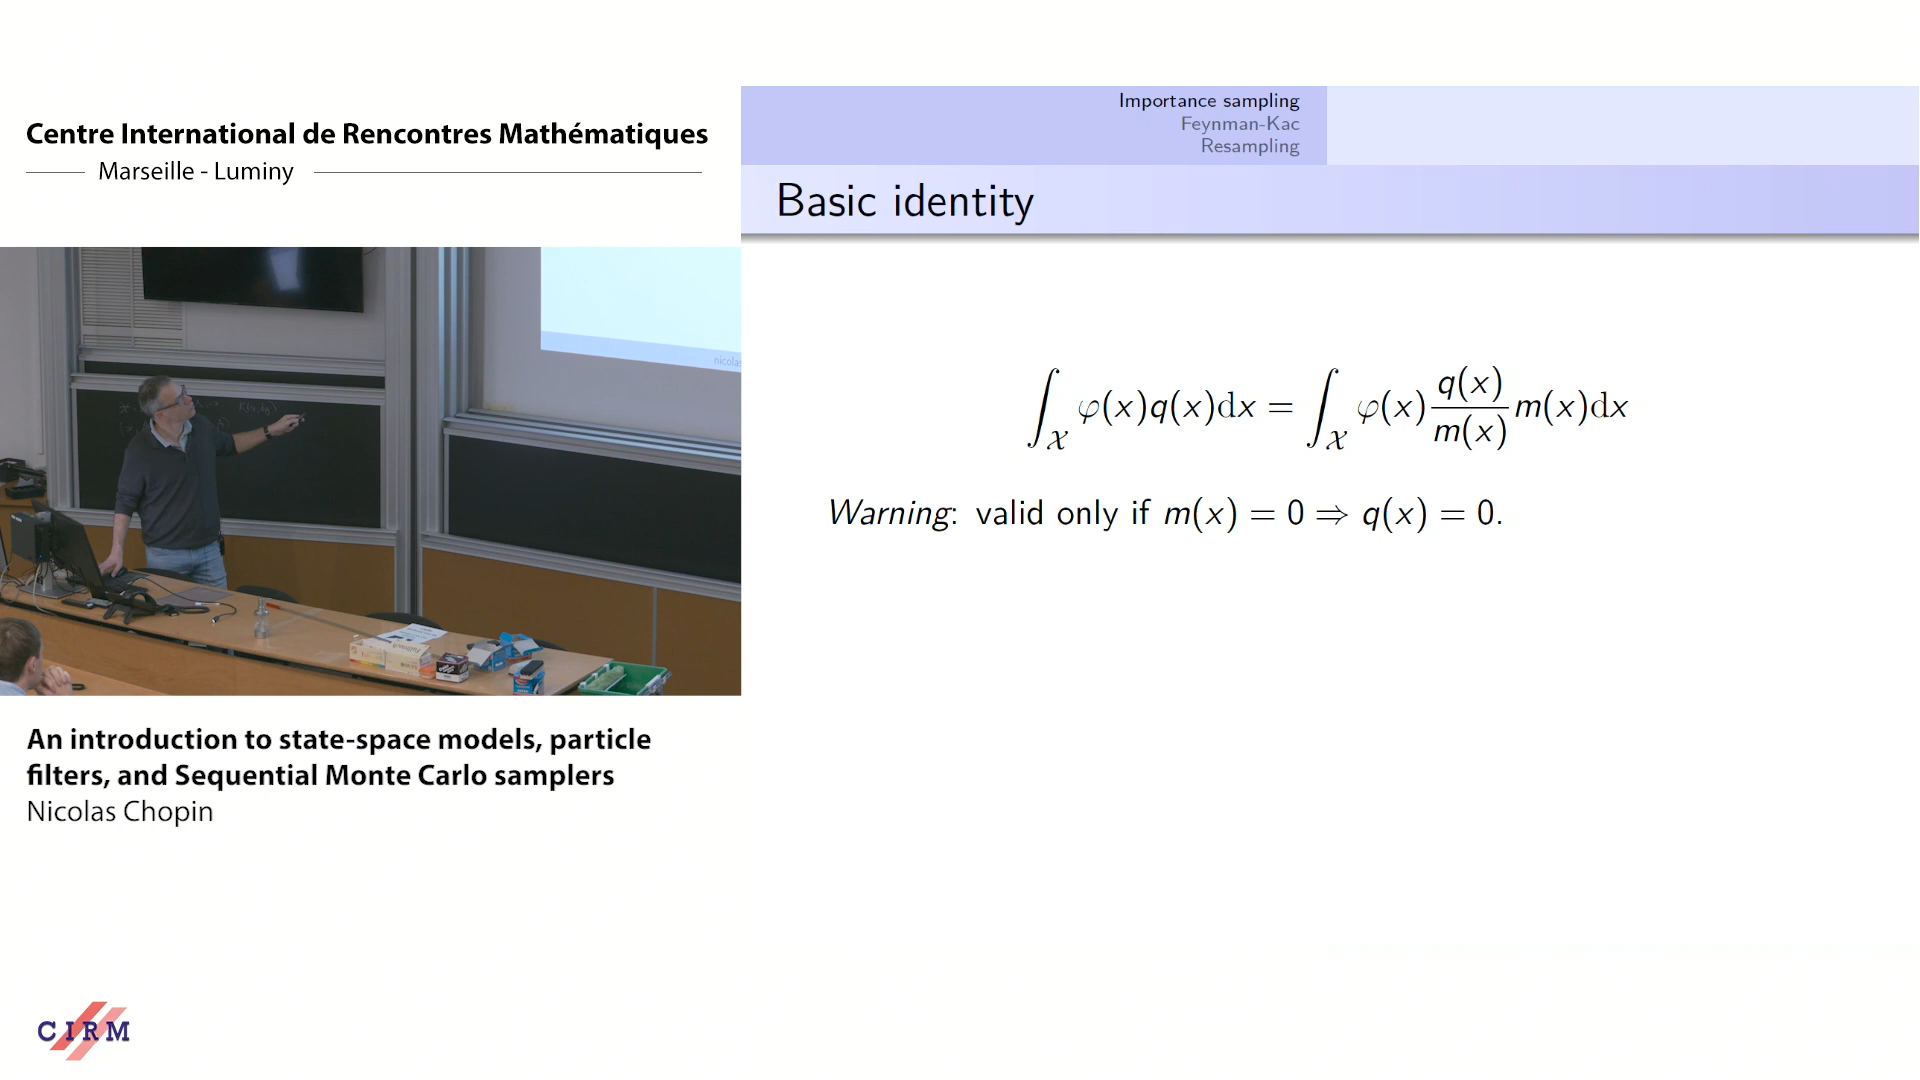 Centre International de Rencontres Mathématiques
Marseille - Luminy
An introduction to state-space models, particle
filters, and Sequential Monte Carlo samplers
Nicolas Chopin
CIRM
Importance sampling
Feynman-Kac
Resampling
Basic identity
∫_𝒳 φ(x)q(x)dx = ∫_𝒳 φ(x) q(x)/m(x) m(x)dx
Warning: valid only if m(x) = 0 ⇒ q(x) = 0.
nicolas